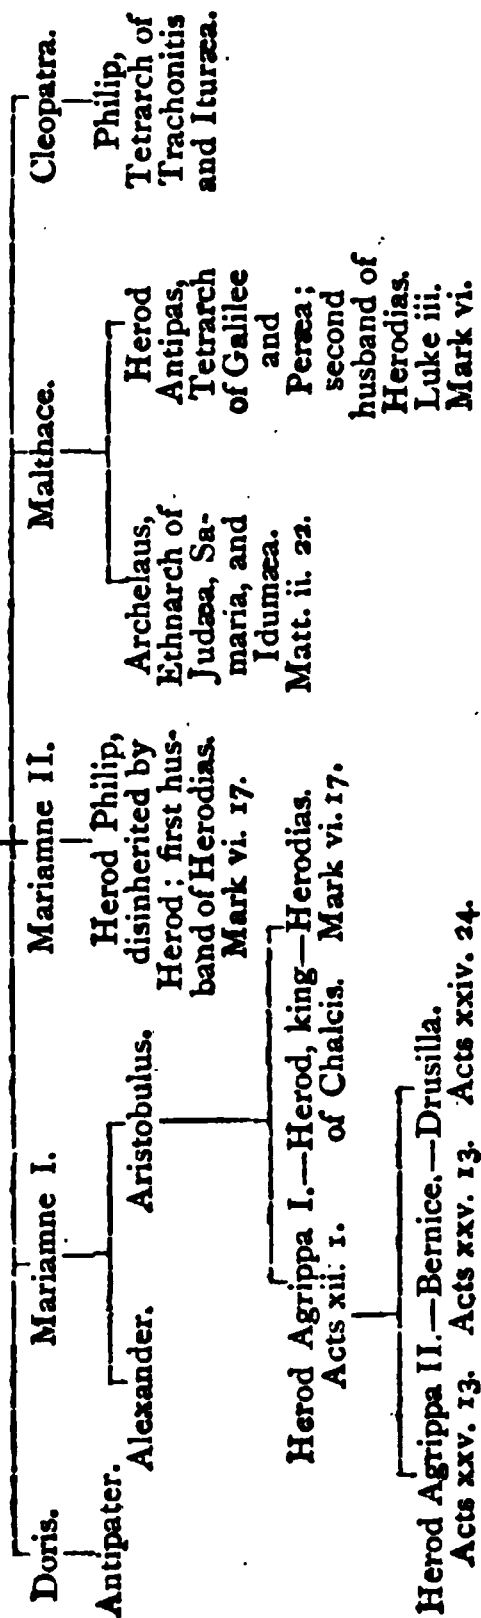 Doris.
Antipater.
Mariamne I.
Alexander.
Aristobulus.
Herod Agrippa I.—Herod, king—Herodias.
Acts xii. 1. of Chalcis. Mark vi. 17.
Herod Agrippa II.—Bernice.—Drusilla.
Acts xxv. 13. Acts xxv. 13. Acts xxiv. 24.
Mariamne II.
Herod Philip,
disinherited by
Herod: first hus-
band of Herodias.
Mark vi. 17.
Malthace.
Archelaus,
Ethnarch of
Judæa, Sa-
maria, and
Idumæa.
Matt. ii. 22.
Herod
Antipas,
Tetrarch
of Galilee
and
Peræa;
second
husband of
Herodias.
Luke iii.
Mark vi.
Cleopatra.
Philip,
Tetrarch of
Trachonitis
and Ituræa.